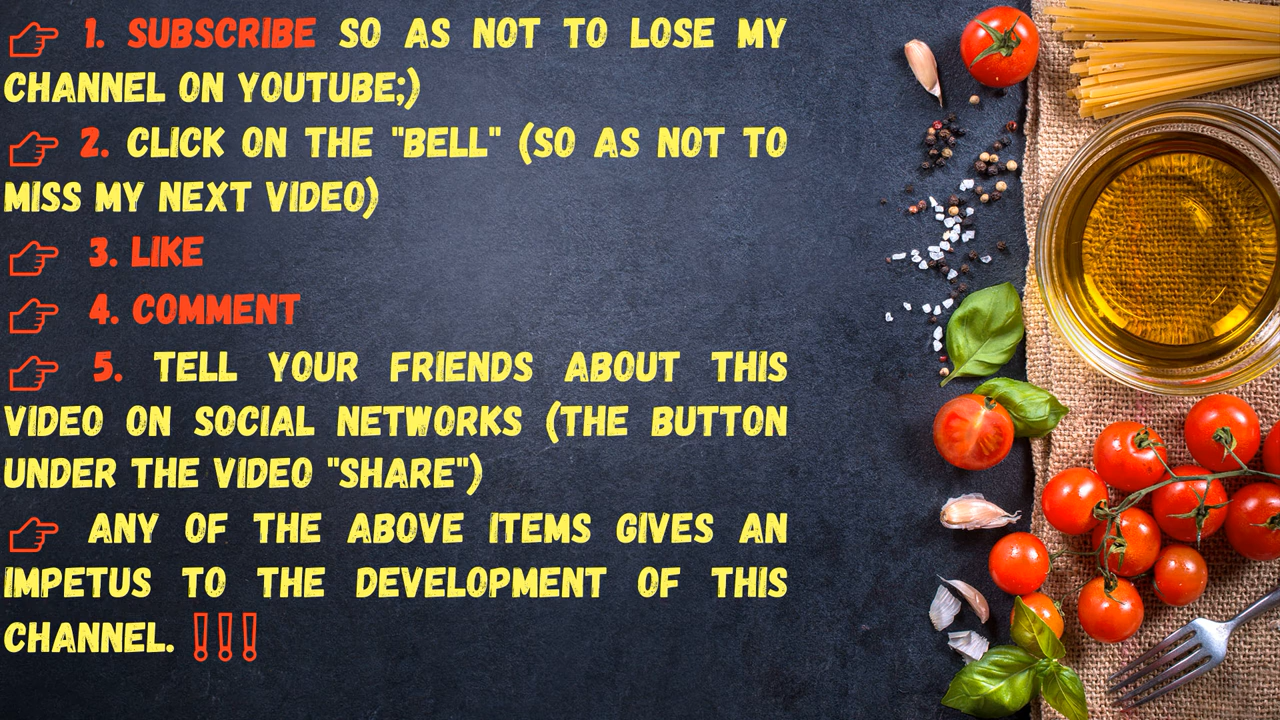 👉 1. SUBSCRIBE SO AS NOT TO LOSE MY
CHANNEL ON YOUTUBE;)
👉 2. CLICK ON THE "BELL" (SO AS NOT TO
MISS MY NEXT VIDEO)
👉 3. LIKE
👉 4. COMMENT
👉 5. TELL YOUR FRIENDS ABOUT THIS
VIDEO ON SOCIAL NETWORKS (THE BUTTON
UNDER THE VIDEO "SHARE")
👉 ANY OF THE ABOVE ITEMS GIVES AN
IMPETUS TO THE DEVELOPMENT OF THIS
CHANNEL. !!!